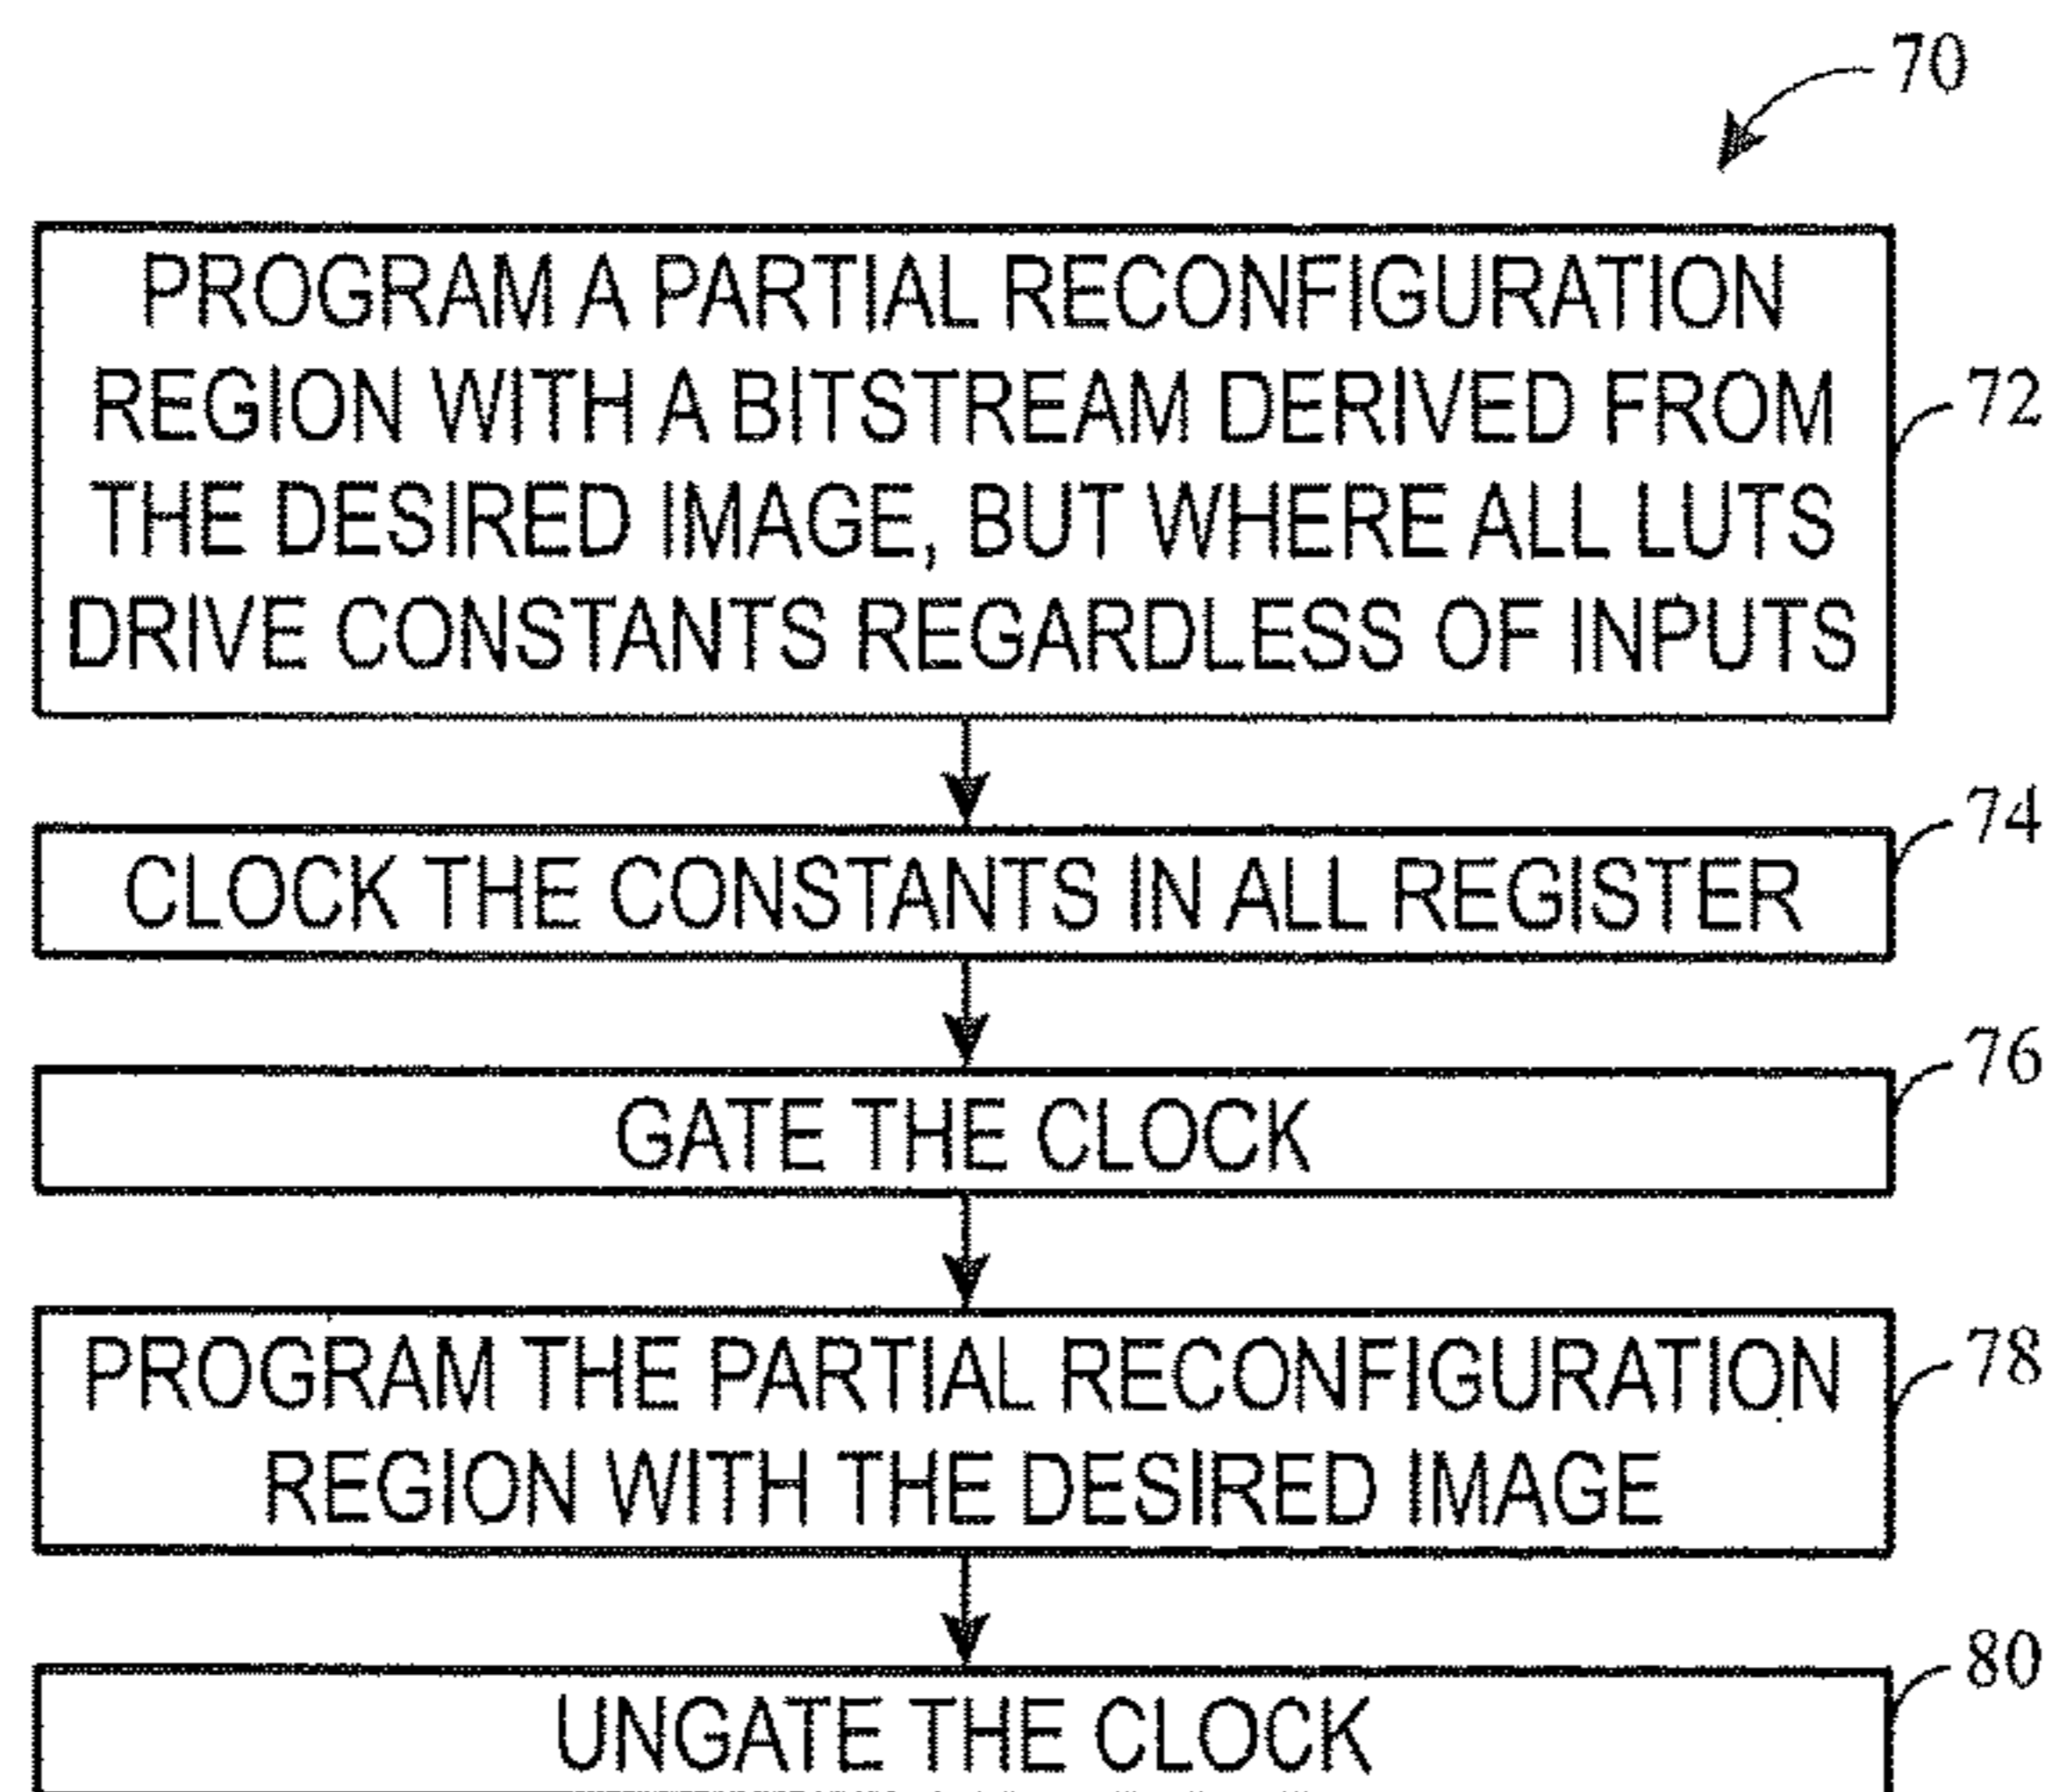 70
PROGRAM A PARTIAL RECONFIGURATION
REGION WITH A BITSTREAM DERIVED FROM
THE DESIRED IMAGE, BUT WHERE ALL LUTS
DRIVE CONSTANTS REGARDLESS OF INPUTS
72
CLOCK THE CONSTANTS IN ALL REGISTER
74
GATE THE CLOCK
76
PROGRAM THE PARTIAL RECONFIGURATION
REGION WITH THE DESIRED IMAGE
78
UNGATE THE CLOCK
80